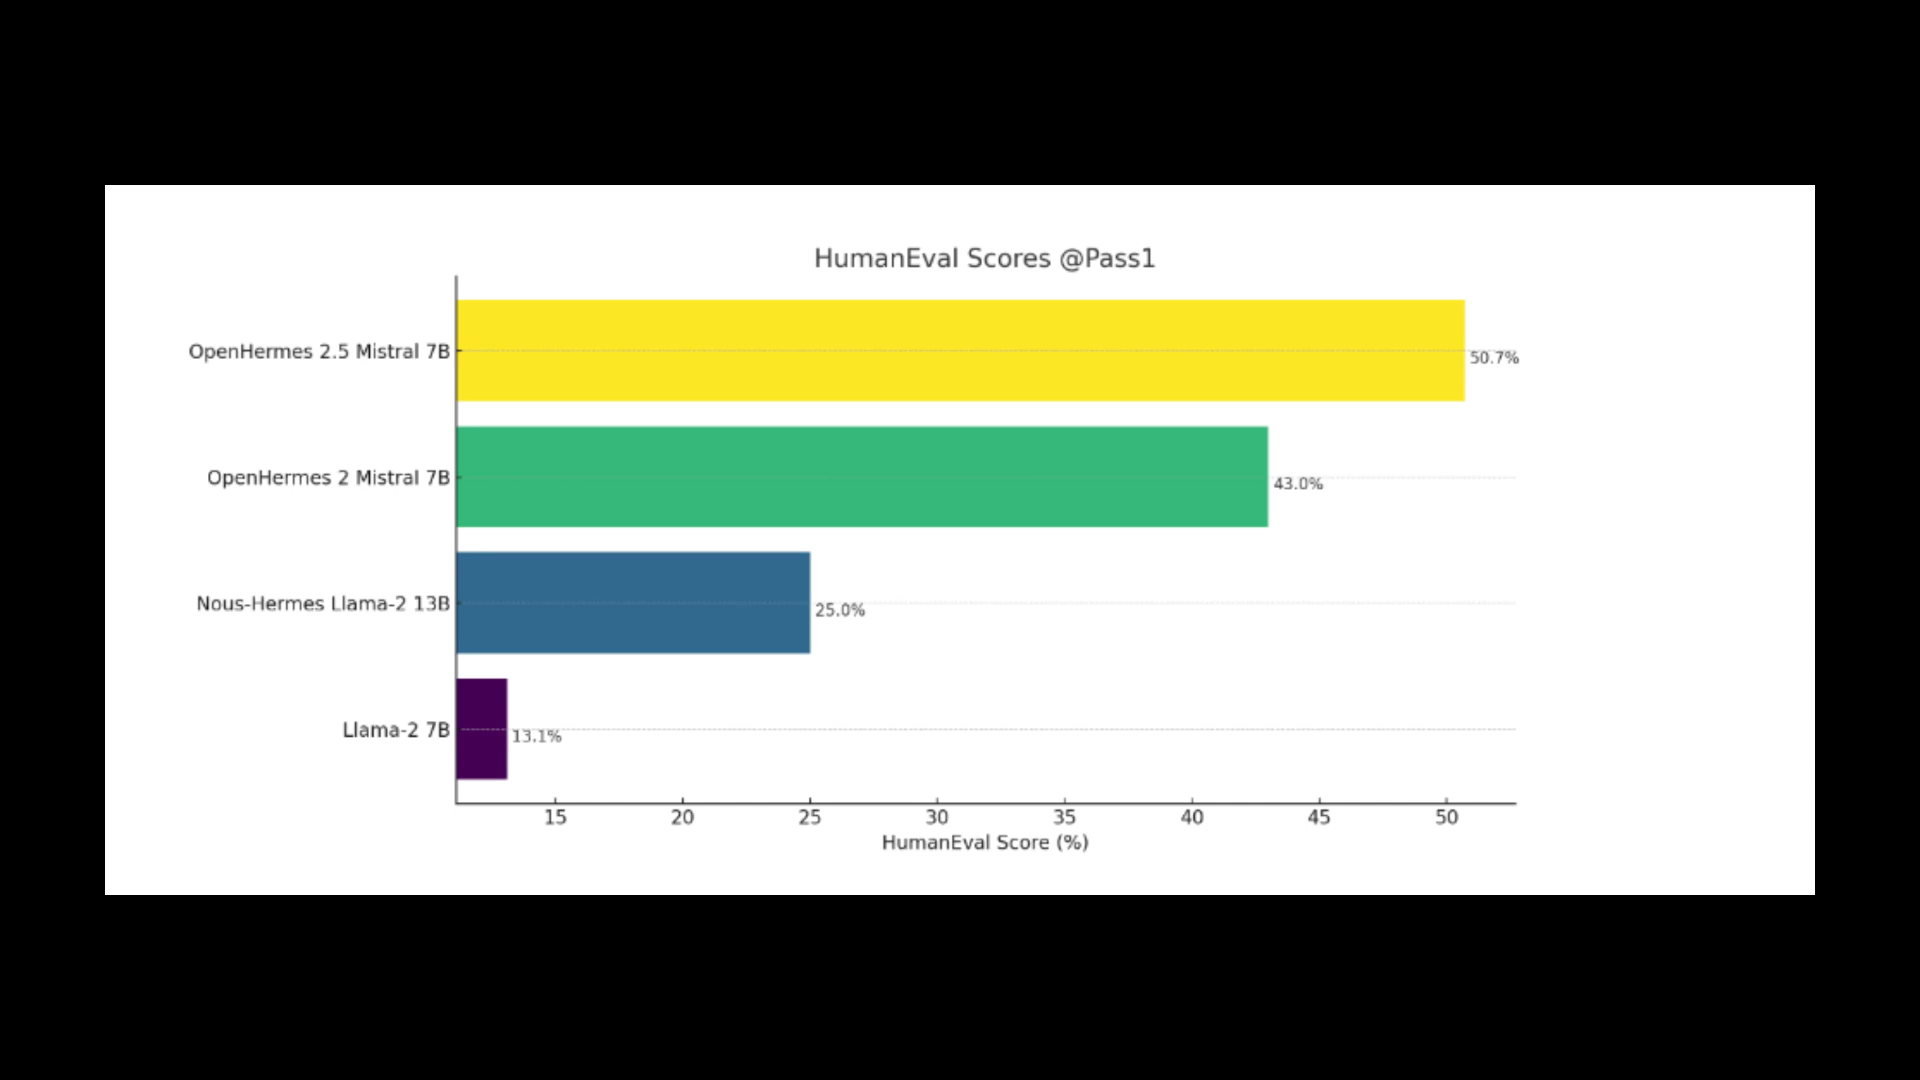 HumanEval Scores @Pass1
OpenHermes 2.5 Mistral 7B
50.7%
OpenHermes 2 Mistral 7B
43.0%
Nous-Hermes Llama-2 13B
25.0%
Llama-2 7B
13.1%
15 20 25 30 35 40 45 50
HumanEval Score (%)